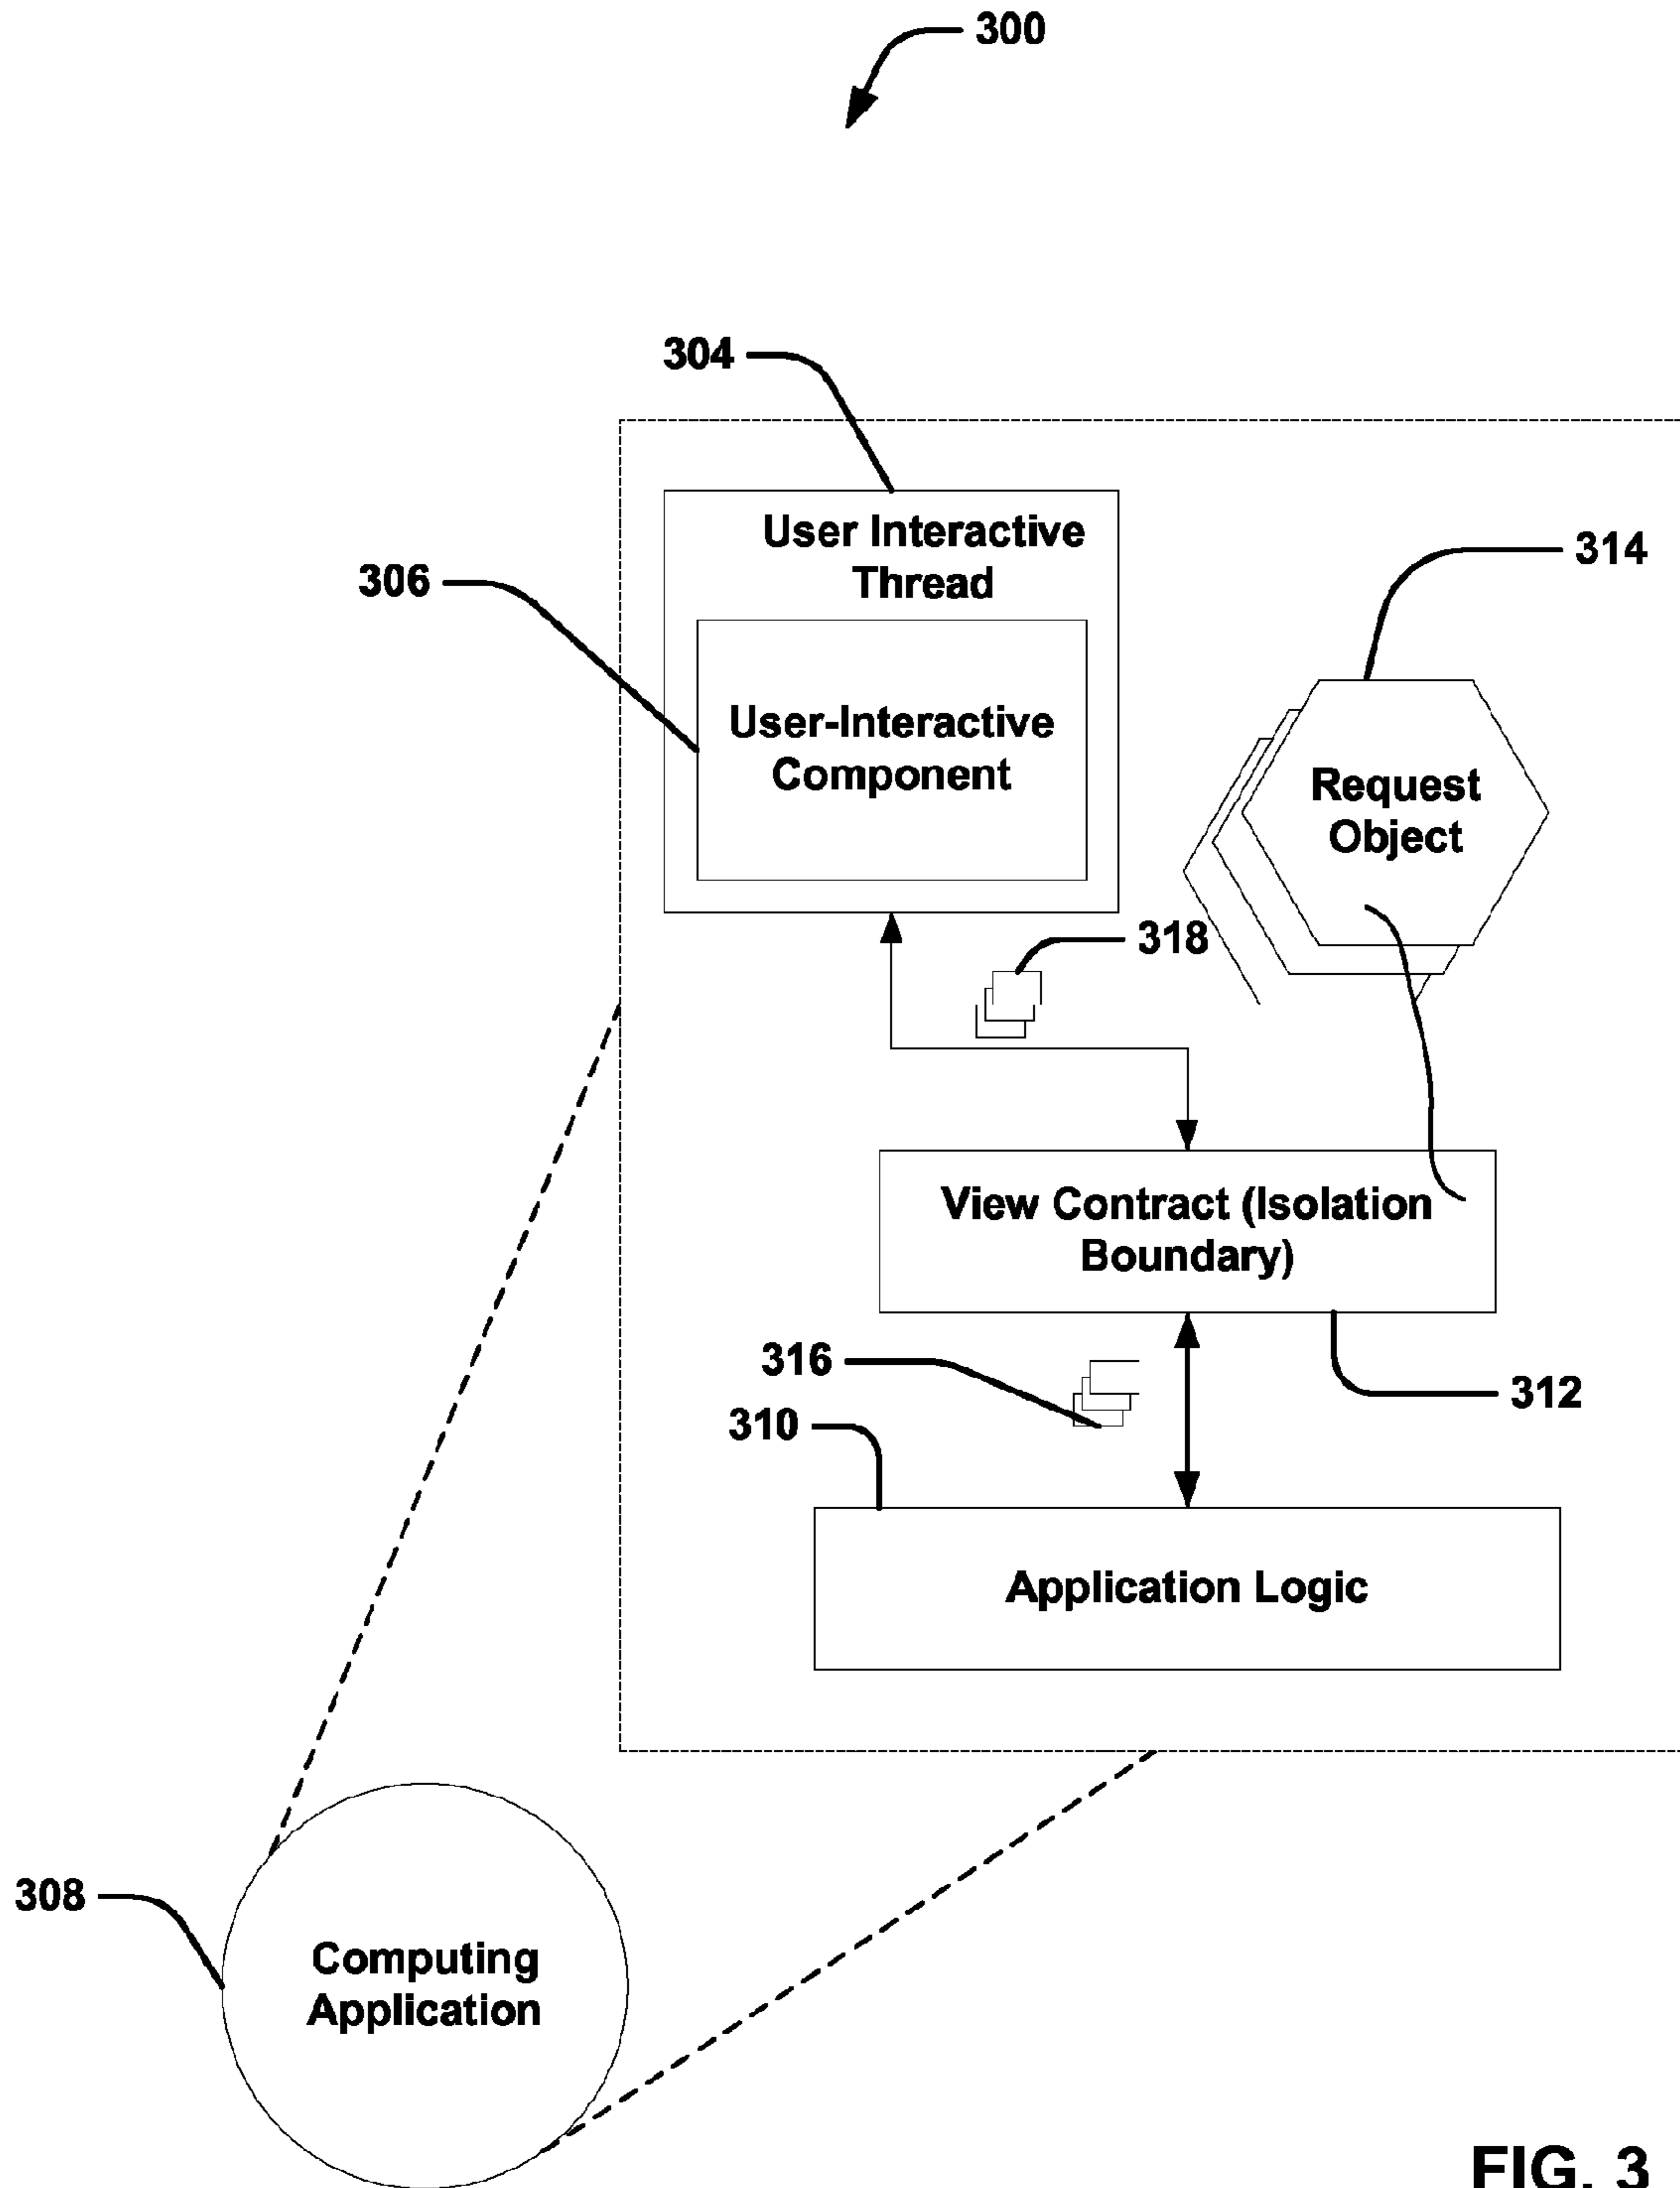 300
304
User Interactive
Thread
306
314
User-Interactive
Component
Request
Object
318
View Contract (Isolation
Boundary)
316
312
310
Application Logic
308
Computing
Application
FIG. 3